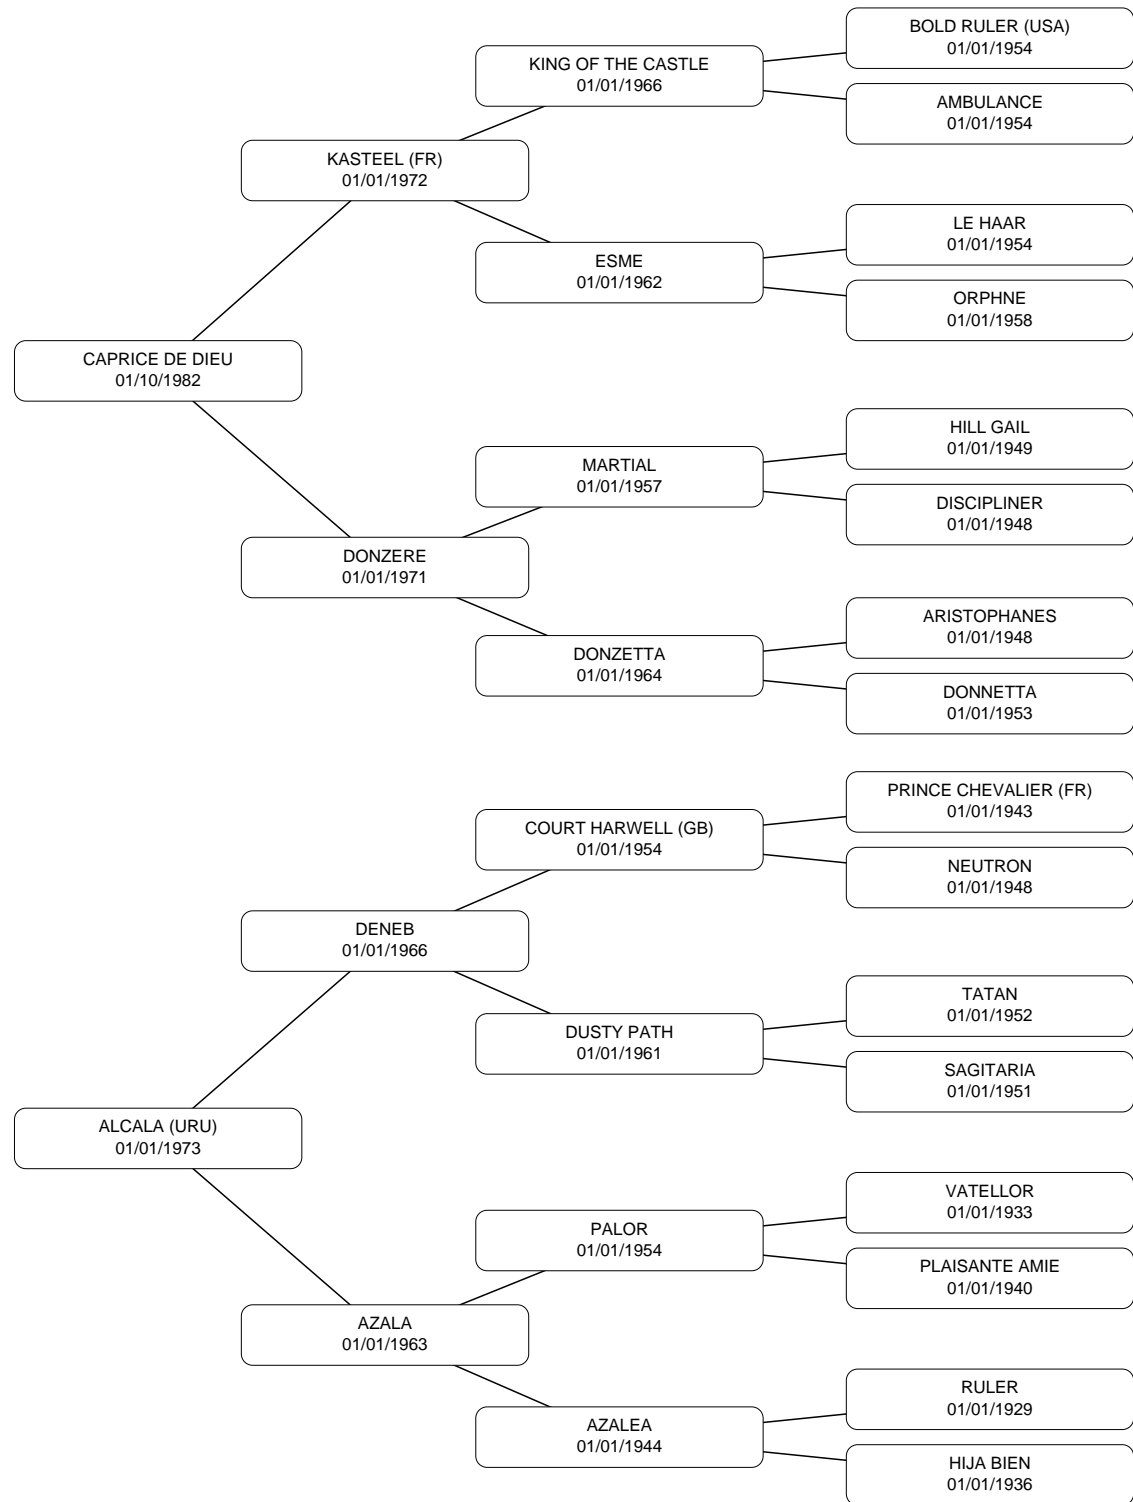 BOLD RULER (USA)
01/01/1954
KING OF THE CASTLE
01/01/1966
AMBULANCE
01/01/1954
KASTEEL (FR)
01/01/1972
LE HAAR
01/01/1954
ESME
01/01/1962
ORPHNE
01/01/1958
CAPRICE DE DIEU
01/10/1982
HILL GAIL
01/01/1949
MARTIAL
01/01/1957
DISCIPLINER
01/01/1948
DONZERE
01/01/1971
ARISTOPHANES
01/01/1948
DONZETTA
01/01/1964
DONNETTA
01/01/1953
PRINCE CHEVALIER (FR)
01/01/1943
COURT HARWELL (GB)
01/01/1954
NEUTRON
01/01/1948
DENEB
01/01/1966
TATAN
01/01/1952
DUSTY PATH
01/01/1961
SAGITARIA
01/01/1951
ALCALA (URU)
01/01/1973
VATELLOR
01/01/1933
PALOR
01/01/1954
PLAISANTE AMIE
01/01/1940
AZALA
01/01/1963
RULER
01/01/1929
AZALEA
01/01/1944
HIJA BIEN
01/01/1936